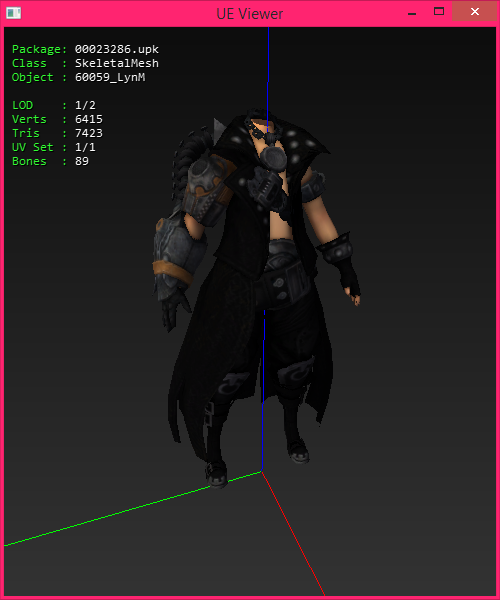 UE Viewer
Package: 00023286.upk
Class : SkeletalMesh
Object : 60059_LynM
LOD : 1/2
Verts : 6415
Tris : 7423
UV Set : 1/1
Bones : 89